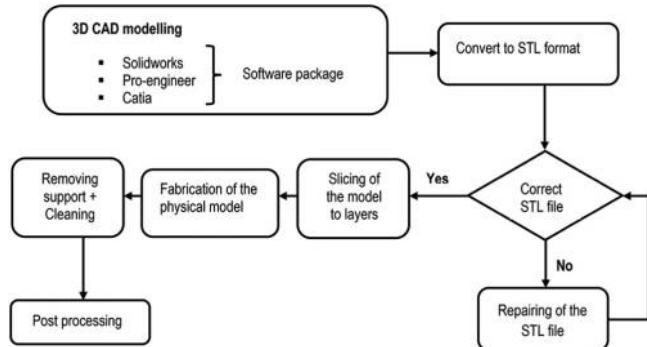 3D CAD modelling
▪ Solidworks
▪ Pro-engineer
▪ Catia
Software package
Convert to STL format
Correct
STL file
Yes
No
Repairing of the
STL file
Slicing of
the model
to layers
Fabrication of the
physical model
Removing
support +
Cleaning
Post processing